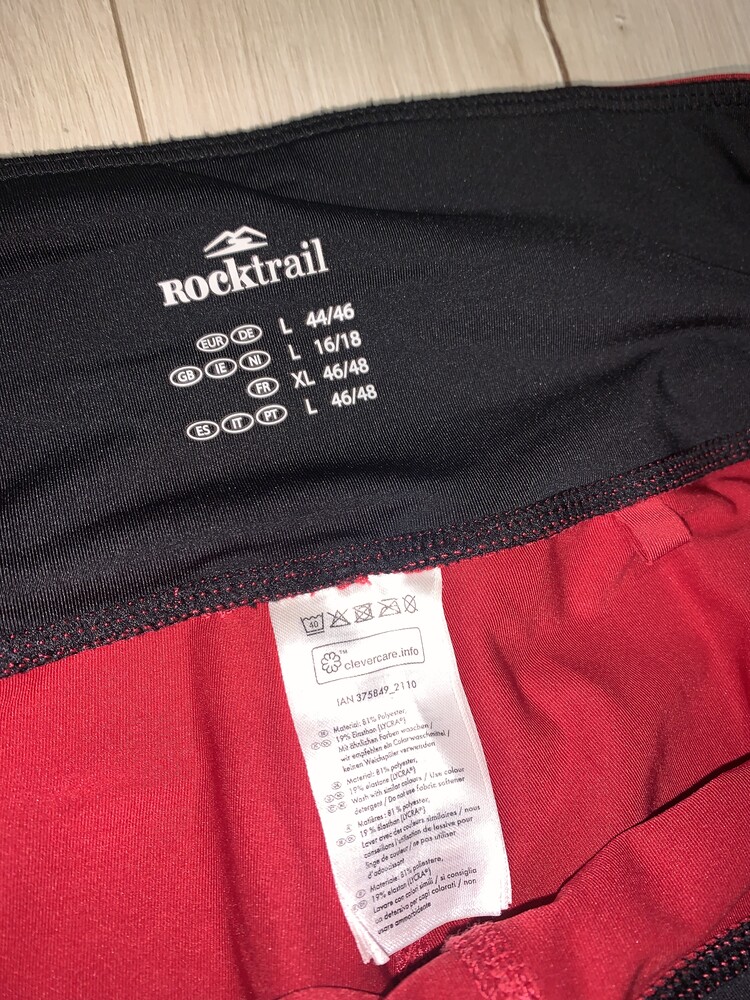 Rocktrail
EUR DE L 44/46
GB IE NI L 16/18
FR XL 46/48
ES IT PT L 46/48
40
™ clevercare.info
IAN 375849_2110
Material: 81% Polyester,
19% Elasthan (LYCRA®)
Mit ähnlichen Farben waschen /
wir empfehlen ein Colorwaschmittel /
keinen Weichspüler verwenden
Material: 81% polyester,
19% elastane (LYCRA®)
Wash with similar colours / Use colour
detergent / Do not use fabric softener
Matières: 81% polyester,
19 % élasthan (LYCRA®)
Laver avec des couleurs similaires / nous
conseillons l'utilisation de lessive pour
linge de couleur / ne pas utiliser
d'adoucissant
Materiale: 81% poliestere,
19% elastan (LYCRA®)
Lavare con colori simili / si consiglia
un detersivo per capi colorati / non
usare ammorbidente